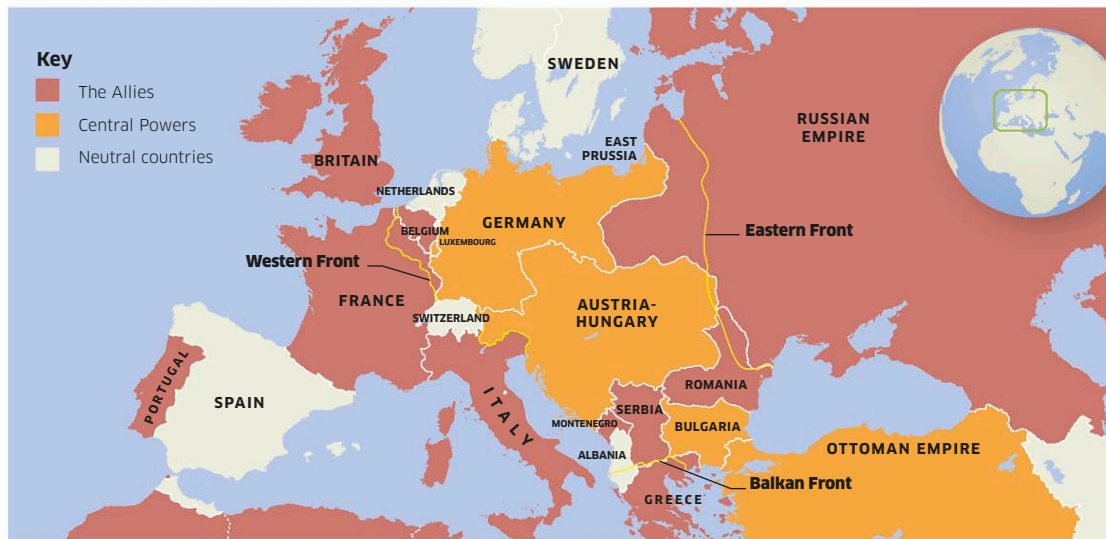 Key
The Allies
Central Powers
Neutral countries
SWEDEN
RUSSIAN
EMPIRE
EAST
PRUSSIA
BRITAIN
NETHERLANDS
GERMANY
BELGIUM
LUXEMBOURG
Eastern Front
Western Front
FRANCE
AUSTRIA-
HUNGARY
SWITZERLAND
PORTUGAL
SPAIN
ITALY
ROMANIA
SERBIA
MONTENEGRO
BULGARIA
ALBANIA
OTTOMAN EMPIRE
Balkan Front
GREECE